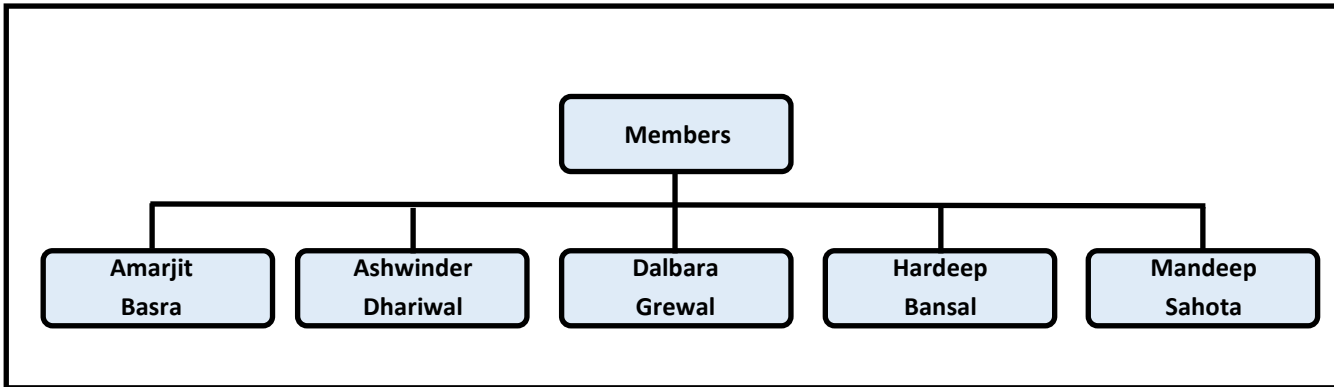 Members
Amarjit
Basra
Ashwinder
Dhariwal
Dalbara
Grewal
Hardeep
Bansal
Mandeep
Sahota